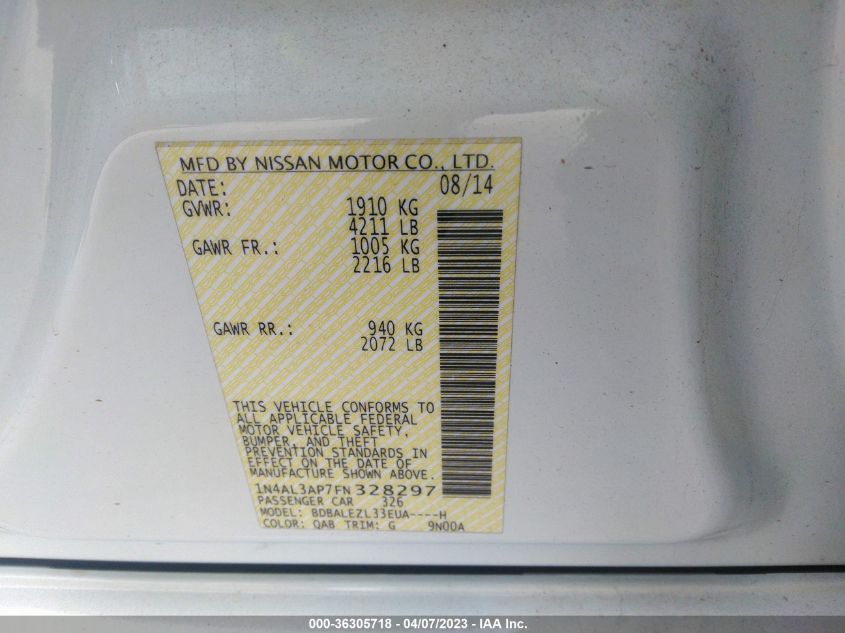 MFD BY NISSAN MOTOR CO., LTD.
DATE: 08/14
GVWR: 1910 KG
4211 LB
GAWR FR.: 1005 KG
2216 LB
GAWR RR.: 940 KG
2072 LB
THIS VEHICLE CONFORMS TO
ALL APPLICABLE FEDERAL
MOTOR VEHICLE SAFETY,
BUMPER, AND THEFT
PREVENTION STANDARDS IN
EFFECT ON THE DATE OF
MANUFACTURE SHOWN ABOVE.
1N4AL3AP7FN328297
PASSENGER CAR 326
MODEL: BDBALEZL33EUA----H
COLOR: QAB TRIM: G 9N00A
000-36305718 - 04/07/2023 - IAA Inc.